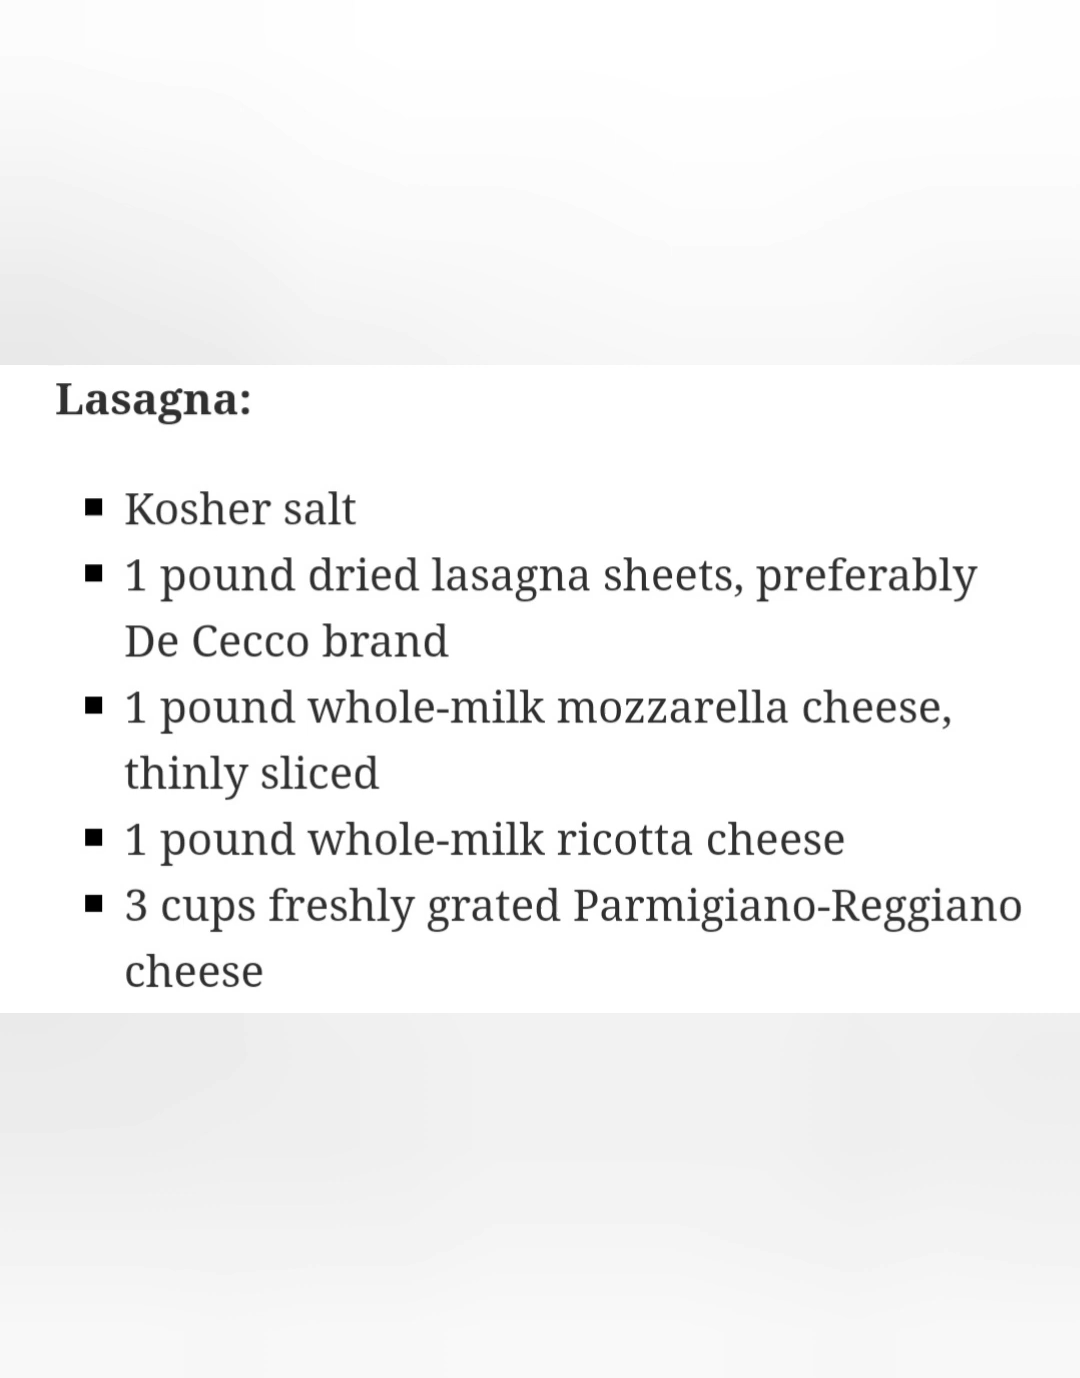 Lasagna:
▪ Kosher salt
▪ 1 pound dried lasagna sheets, preferably
De Cecco brand
▪ 1 pound whole-milk mozzarella cheese,
thinly sliced
▪ 1 pound whole-milk ricotta cheese
▪ 3 cups freshly grated Parmigiano-Reggiano
cheese